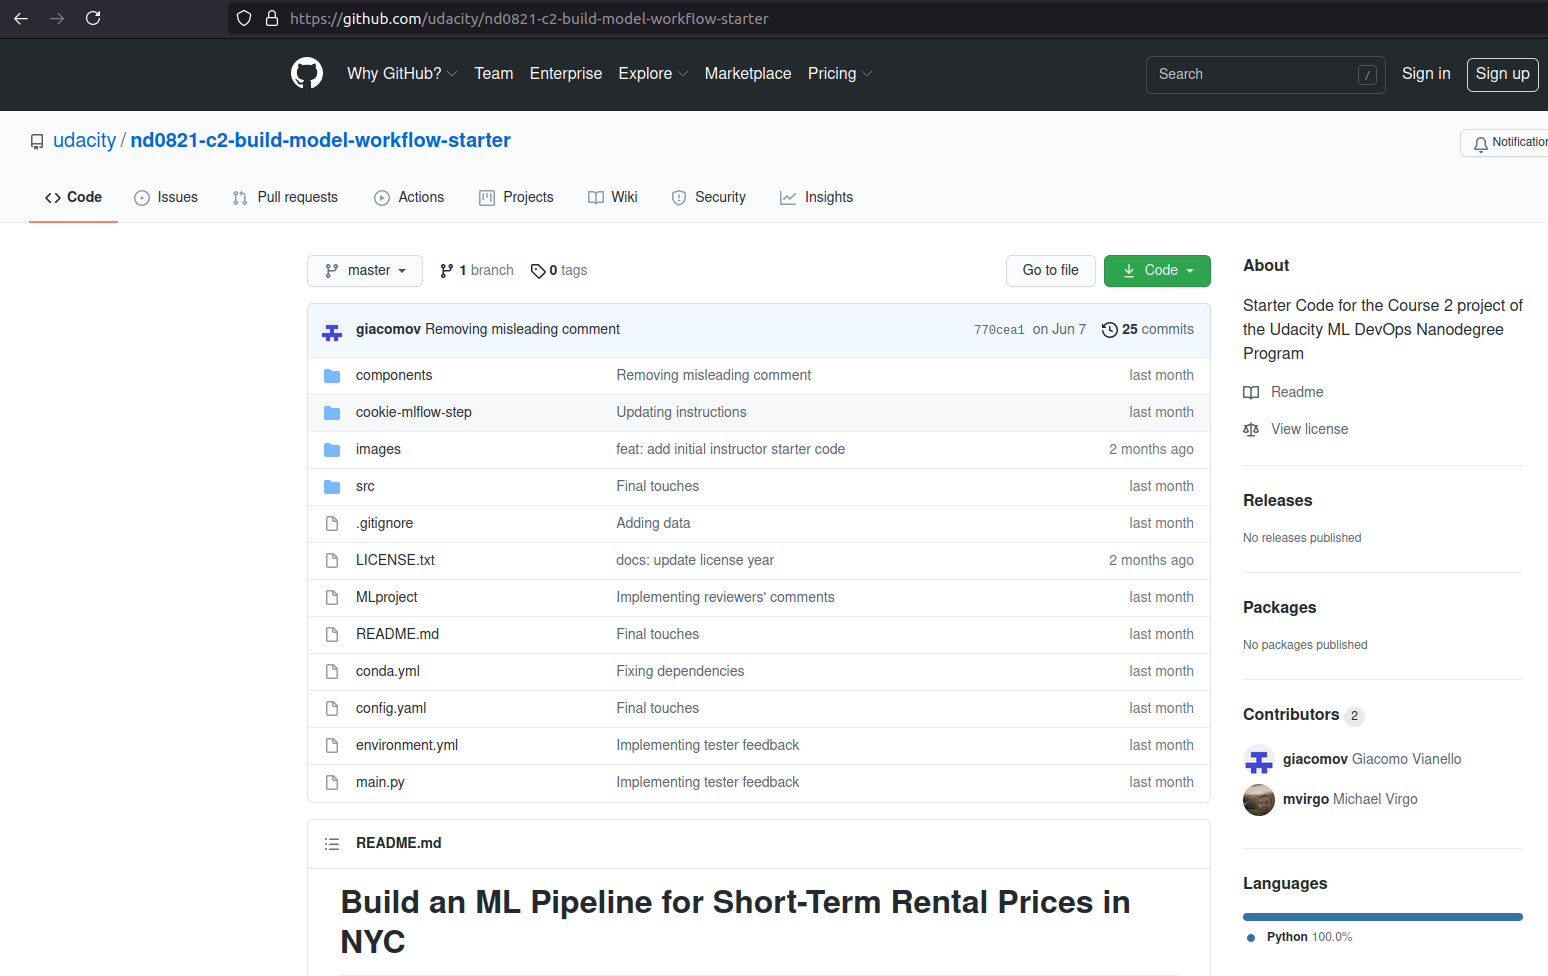 https://github.com/udacity/nd0821-c2-build-model-workflow-starter
Why GitHub? Team Enterprise Explore Marketplace Pricing Search / Sign in Sign up
udacity / nd0821-c2-build-model-workflow-starter
Notification
Code Issues Pull requests Actions Projects Wiki Security Insights
master 1 branch 0 tags Go to file Code
giacomov Removing misleading comment 770cea1 on Jun 7 25 commits
components Removing misleading comment last month
cookie-mlflow-step Updating instructions last month
images feat: add initial instructor starter code 2 months ago
src Final touches last month
.gitignore Adding data last month
LICENSE.txt docs: update license year 2 months ago
MLproject Implementing reviewers' comments last month
README.md Final touches last month
conda.yml Fixing dependencies last month
config.yaml Final touches last month
environment.yml Implementing tester feedback last month
main.py Implementing tester feedback last month
README.md
Build an ML Pipeline for Short-Term Rental Prices in
NYC
About
Starter Code for the Course 2 project of
the Udacity ML DevOps Nanodegree
Program
Readme
View license
Releases
No releases published
Packages
No packages published
Contributors 2
giacomov Giacomo Vianello
mvirgo Michael Virgo
Languages
Python 100.0%